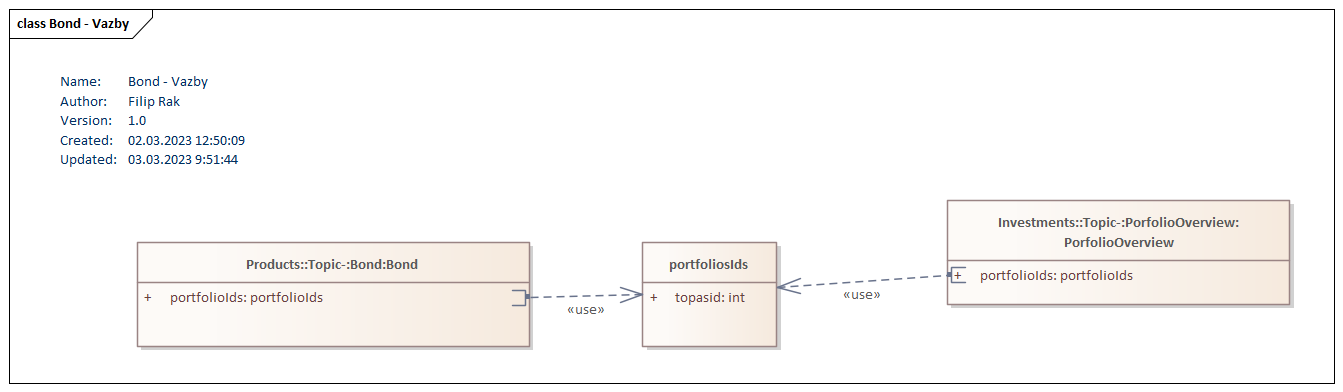 class Bond - Vazby
Name: Bond - Vazby
Author: Filip Rak
Version: 1.0
Created: 02.03.2023 12:50:09
Updated: 03.03.2023 9:51:44
Products::Topic-:Bond:Bond
+ portfolioIds: portfolioIds
«use»
portfoliosIds
+ topasid: int
«use»
Investments::Topic-:PorfolioOverview:
PorfolioOverview
+ portfolioIds: portfolioIds